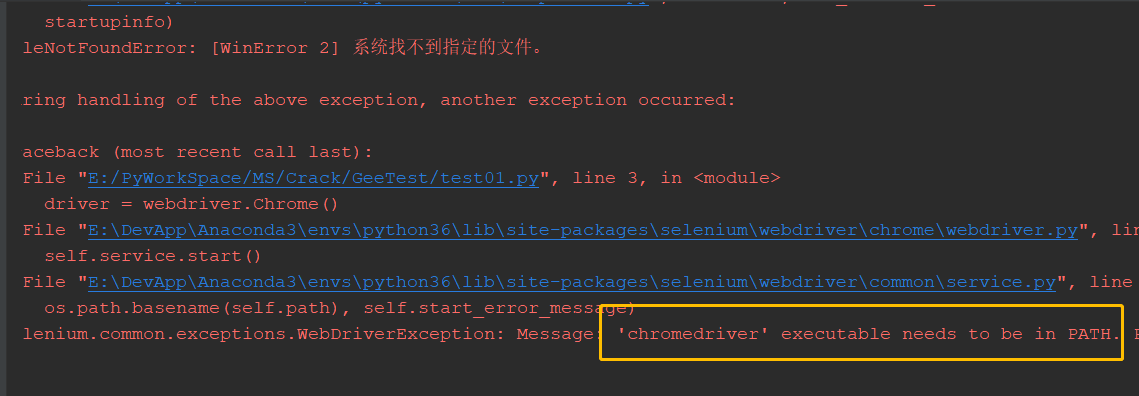 startupinfo)
leNotFoundError: [WinError 2] 系统找不到指定的文件。
ring handling of the above exception, another exception occurred:
aceback (most recent call last):
File "E:/PyWorkSpace/MS/Crack/GeeTest/test01.py", line 3, in <module>
driver = webdriver.Chrome()
File "E:\DevApp\Anaconda3\envs\python36\lib\site-packages\selenium\webdriver\chrome\webdriver.py", lin
self.service.start()
File "E:\DevApp\Anaconda3\envs\python36\lib\site-packages\selenium\webdriver\common\service.py", line
os.path.basename(self.path), self.start_error_message)
lenium.common.exceptions.WebDriverException: Message: 'chromedriver' executable needs to be in PATH.